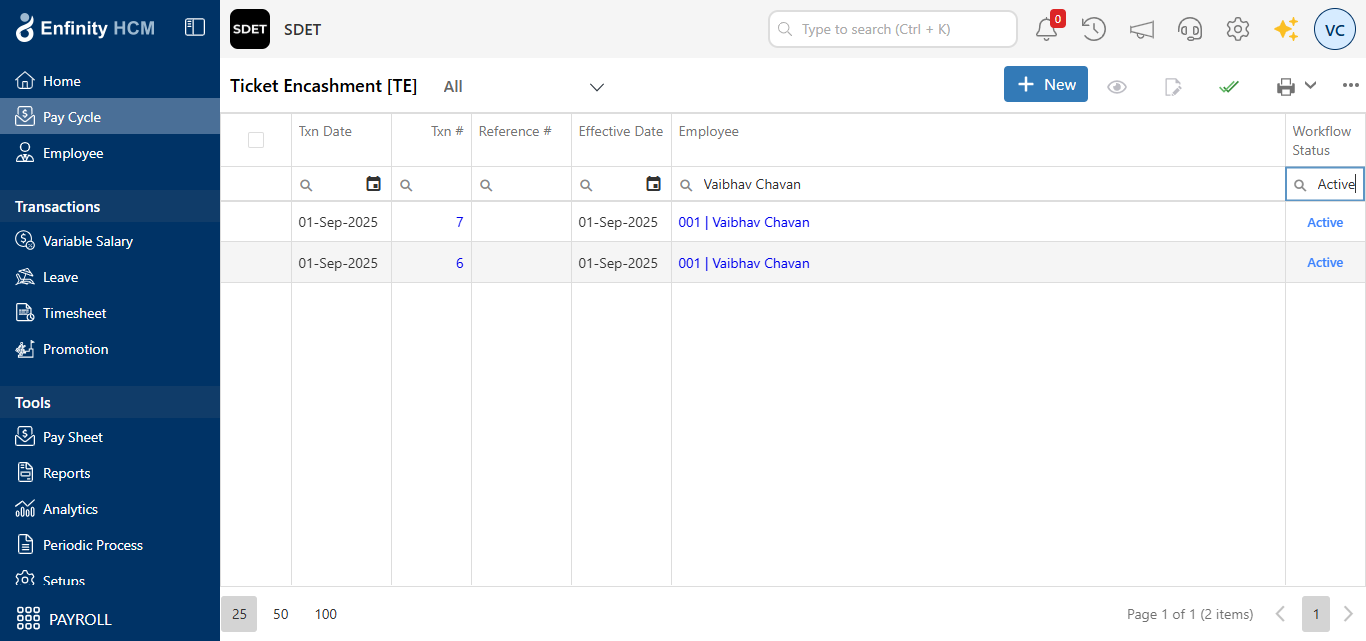 Enfinity HCM
SDET
SDET
Type to search (Ctrl + K)
0
VC
Home
Pay Cycle
Employee
Transactions
Variable Salary
Leave
Timesheet
Promotion
Tools
Pay Sheet
Reports
Analytics
Periodic Process
Setups
PAYROLL
Ticket Encashment [TE]
All
New
Txn Date
Txn #
Reference #
Effective Date
Employee
Workflow
Status
Vaibhav Chavan
Active
01-Sep-2025
7
01-Sep-2025
001 | Vaibhav Chavan
Active
01-Sep-2025
6
01-Sep-2025
001 | Vaibhav Chavan
Active
25
50
100
Page 1 of 1 (2 items)
1